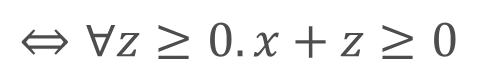 ⇔ ∀z ≥ 0. x + z ≥ 0